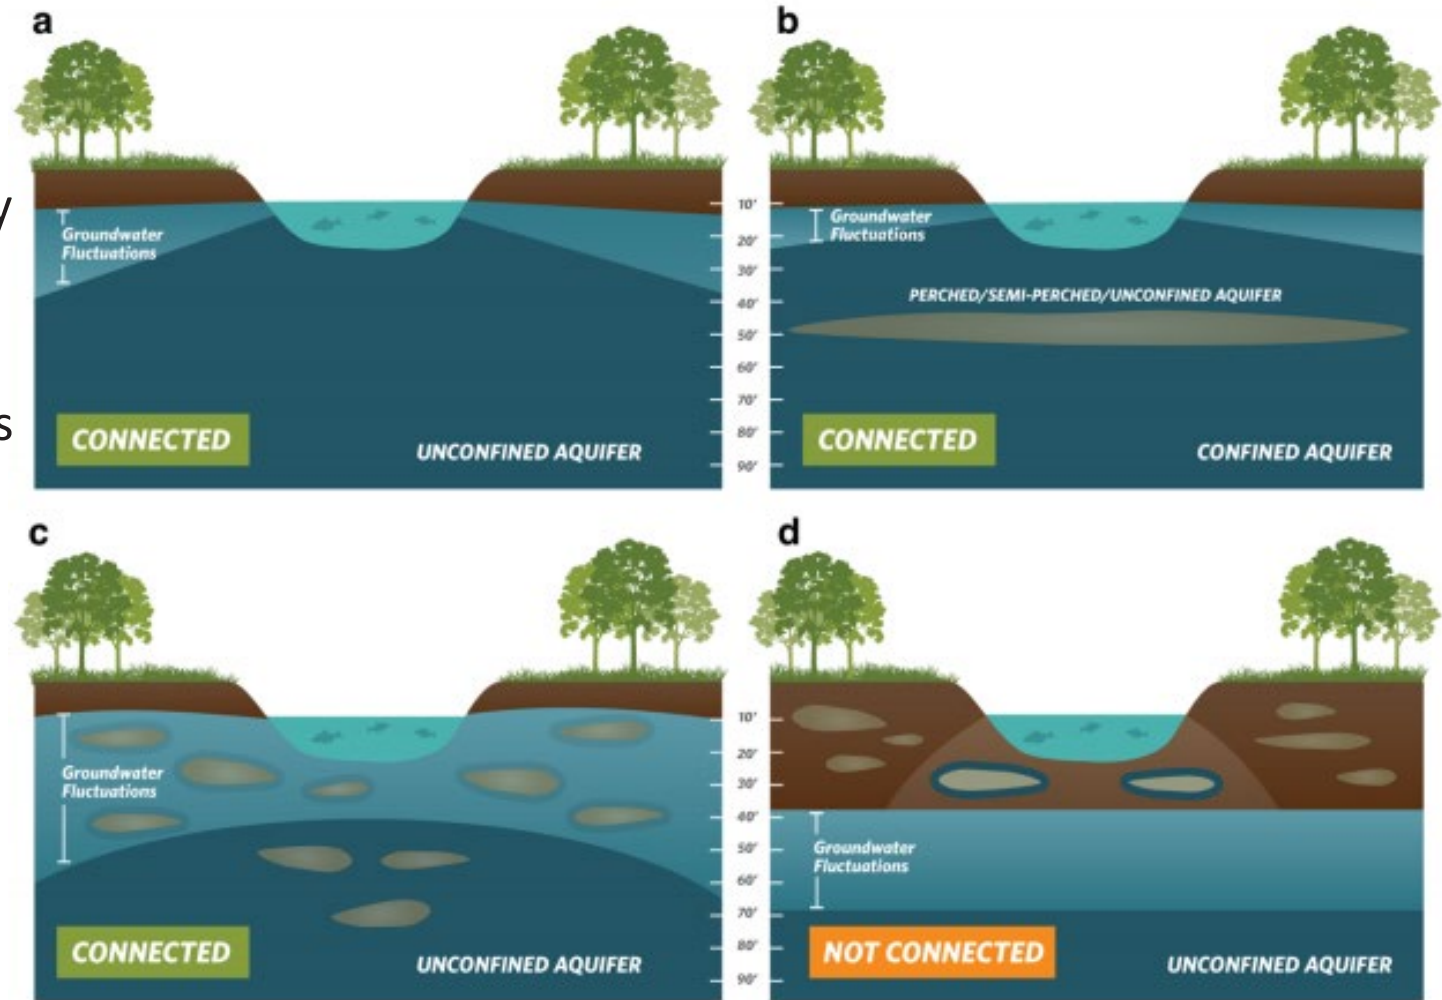 a
b
y
s
Groundwater
Fluctuations
CONNECTED
UNCONFINED AQUIFER
10'
20'
30'
40'
50'
60'
70'
80'
90'
Groundwater
Fluctuations
PERCHED/SEMI-PERCHED/UNCONFINED AQUIFER
CONNECTED
CONFINED AQUIFER
c
d
Groundwater
Fluctuations
CONNECTED
UNCONFINED AQUIFER
10'
20'
30'
40'
50'
60'
70'
80'
90'
Groundwater
Fluctuations
NOT CONNECTED
UNCONFINED AQUIFER